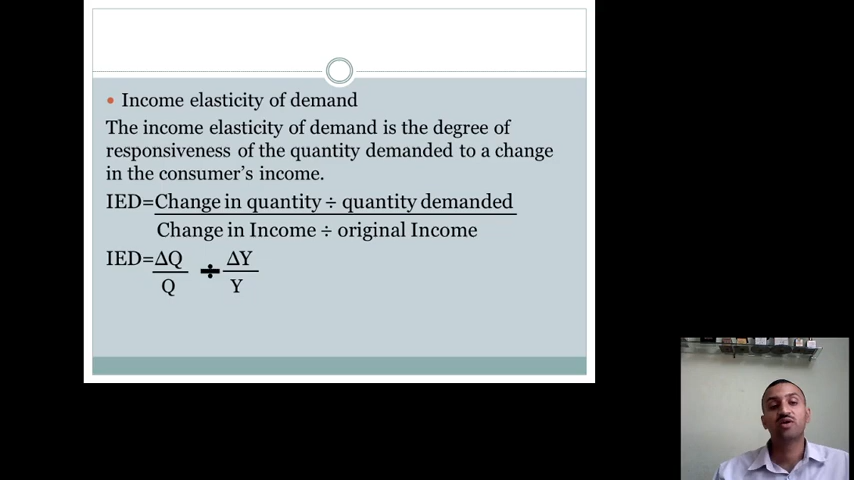 Income elasticity of demand
The income elasticity of demand is the degree of
responsiveness of the quantity demanded to a change
in the consumer's income.
IED=Change in quantity ÷ quantity demanded
Change in Income ÷ original Income
IED=ΔQ ÷ ΔY
Q Y